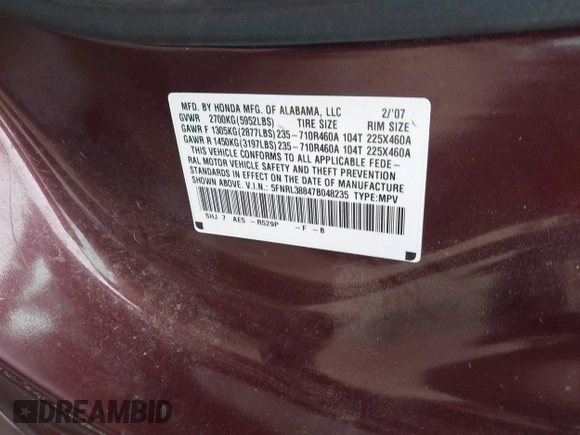 MFD. BY HONDA MFG. OF ALABAMA, LLC 2/'07
GVWR 2700KG(5952LBS) TIRE SIZE RIM SIZE
GAWR F 1305KG(2877LBS)235-710R460A 104T 225X460A
GAWR R 1450KG(3197LBS)235-710R460A 104T 225X460A
THIS VEHICLE CONFORMS TO ALL APPLICABLE FEDE-
RAL MOTOR VEHICLE SAFETY AND THEFT PREVENTION
STANDARDS IN EFFECT ON THE DATE OF MANUFACTURE
SHOWN ABOVE. V.I.N.: 5FNRL38847B048235 TYPE:MPV
SHJ 7 AE5 -R529P -F -B
DREAMBID